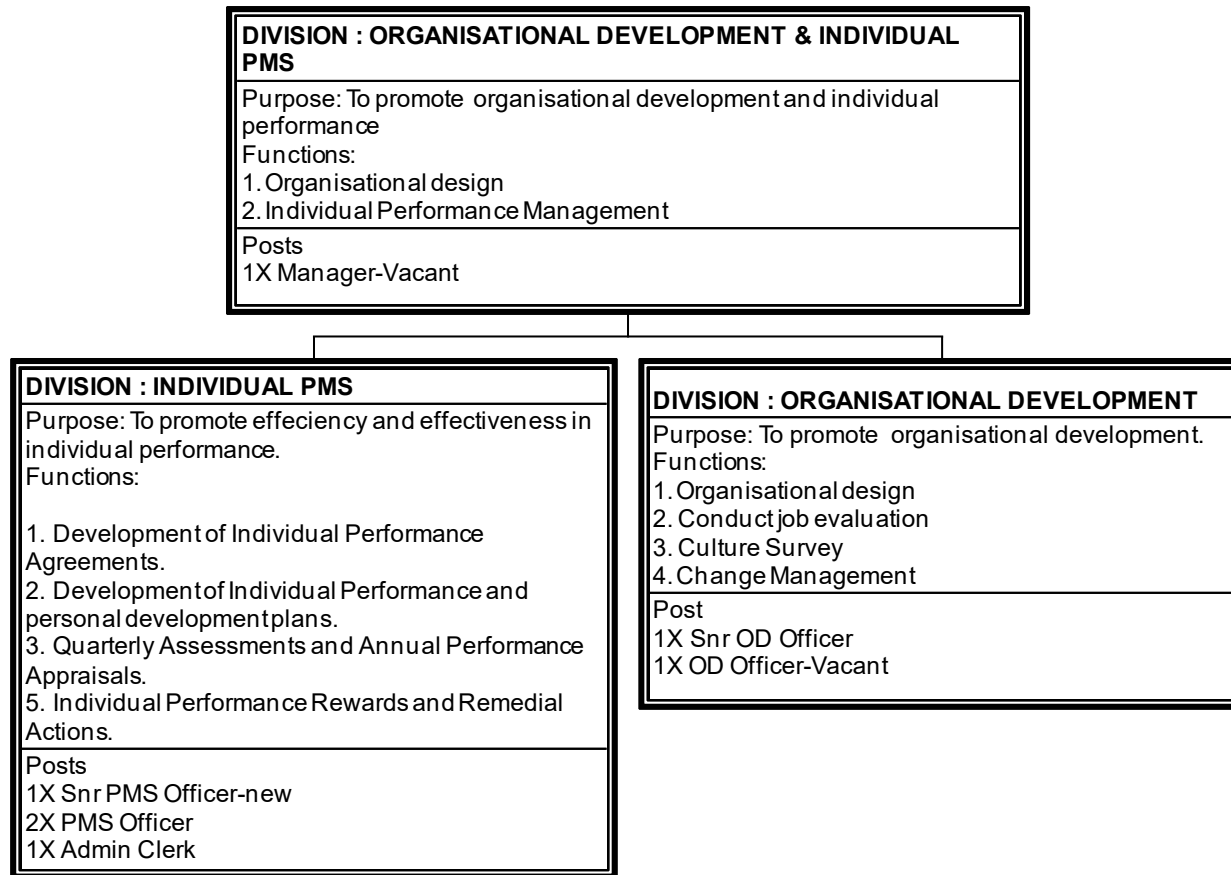 DIVISION : ORGANISATIONAL DEVELOPMENT & INDIVIDUAL
PMS
Purpose: To promote organisational development and individual
performance
Functions:
1. Organisational design
2. Individual Performance Management
Posts
1X Manager-Vacant
DIVISION : INDIVIDUAL PMS
Purpose: To promote effeciency and effectiveness in
individual performance.
Functions:
1. Development of Individual Performance
Agreements.
2. Development of Individual Performance and
personal development plans.
3. Quarterly Assessments and Annual Performance
Appraisals.
5. Individual Performance Rewards and Remedial
Actions.
Posts
1X Snr PMS Officer-new
2X PMS Officer
1X Admin Clerk
DIVISION : ORGANISATIONAL DEVELOPMENT
Purpose: To promote organisational development.
Functions:
1. Organisational design
2. Conduct job evaluation
3. Culture Survey
4. Change Management
Post
1X Snr OD Officer
1X OD Officer-Vacant